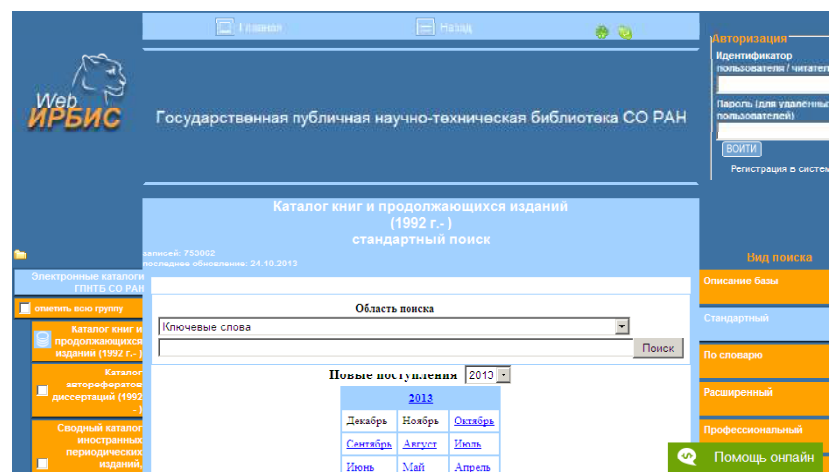 Главная
Назад
Авторизация
Идентификатор
пользователя / читател
Пароль (для удалённых
пользователей)
ВОЙТИ
Регистрация в систем
Web
ИРБИС
Государственная публичная научно-техническая библиотека СО РАН
Каталог книг и продолжающихся изданий
(1992 г.- )
стандартный поиск
записей: 753062
последнее обновление: 24.10.2013
Вид поиска
Электронные каталоги
ГПНТБ СО РАН
отметить всю группу
Каталог книг и
продолжающихся
изданий (1992 г.- )
Каталог
авторефератов
диссертаций (1992
- )
Сводный каталог
иностранных
периодических
изданий,
Область поиска
Ключевые слова
Поиск
Новые поступления 2013
2013
Декабрь Ноябрь Октябрь
Сентябрь Август Июль
Июнь Май Апрель
Описание базы
Стандартный
По словарю
Расширенный
Профессиональный
Помощь онлайн